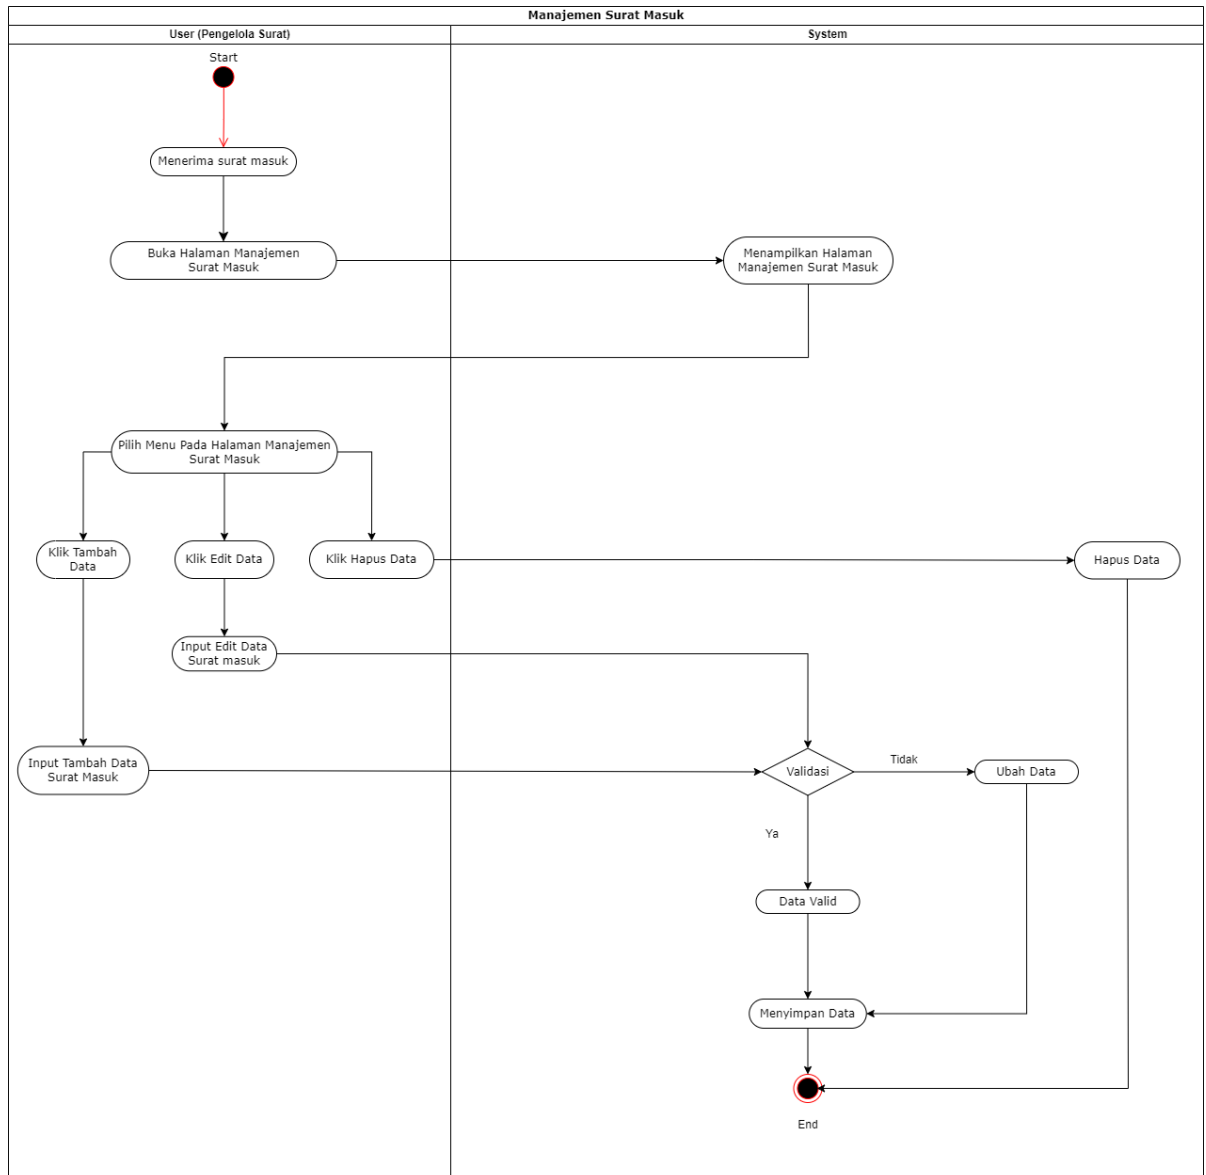 Manajemen Surat Masuk
User (Pengelola Surat)
System
Start
Menerima surat masuk
Buka Halaman Manajemen
Surat Masuk
Menampilkan Halaman
Manajemen Surat Masuk
Pilih Menu Pada Halaman Manajemen
Surat Masuk
Klik Tambah
Data
Klik Edit Data
Klik Hapus Data
Hapus Data
Input Edit Data
Surat masuk
Input Tambah Data
Surat Masuk
Validasi
Tidak
Ubah Data
Ya
Data Valid
Menyimpan Data
End